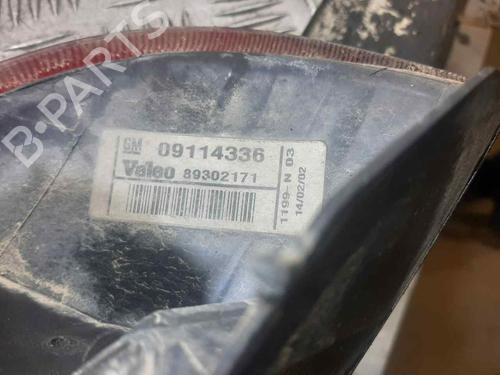 B-PARTS
GM 09114336
Valeo 89302171
1199- N 03
14/02/02